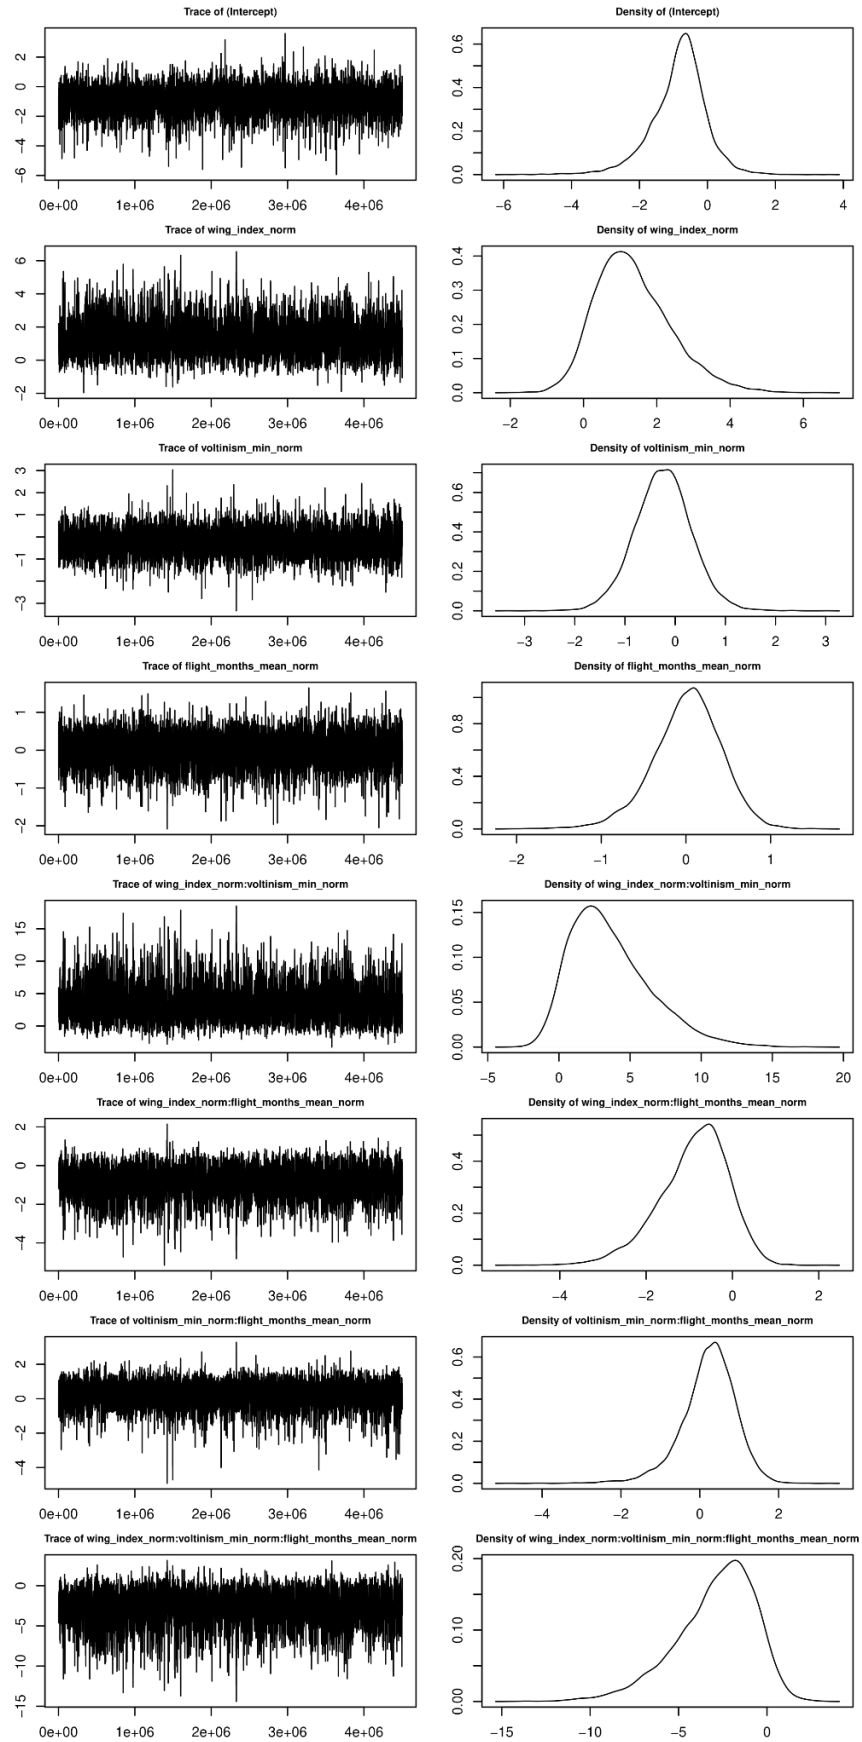 Trace of (Intercept)
Density of (Intercept)
2
0
−2
−4
−6
0e+00 1e+06 2e+06 3e+06 4e+06
0.6
0.4
0.2
0.0
−6 −4 −2 0 2 4
Trace of wing_index_norm
Density of wing_index_norm
6
4
2
0
−2
0e+00 1e+06 2e+06 3e+06 4e+06
0.4
0.3
0.2
0.1
0.0
−2 0 2 4 6
Trace of voltinism_min_norm
Density of voltinism_min_norm
3
2
−1
−3
0e+00 1e+06 2e+06 3e+06 4e+06
0.6
0.4
0.2
0.0
−3 −2 −1 0 1 2 3
Trace of flight_months_mean_norm
Density of flight_months_mean_norm
1
0
−1
−2
0e+00 1e+06 2e+06 3e+06 4e+06
0.8
0.4
0.0
−2 −1 0 1
Trace of wing_index_norm:voltinism_min_norm
Density of wing_index_norm:voltinism_min_norm
15
10
5
0
0e+00 1e+06 2e+06 3e+06 4e+06
0.15
0.10
0.05
0.00
−5 0 5 10 15 20
Trace of wing_index_norm:flight_months_mean_norm
Density of wing_index_norm:flight_months_mean_norm
2
0
−2
−4
0e+00 1e+06 2e+06 3e+06 4e+06
0.4
0.2
0.0
−4 −2 0 2
Trace of voltinism_min_norm:flight_months_mean_norm
Density of voltinism_min_norm:flight_months_mean_norm
2
0
−2
−4
0e+00 1e+06 2e+06 3e+06 4e+06
0.6
0.4
0.2
0.0
−4 −2 0 2
Trace of wing_index_norm:voltinism_min_norm:flight_months_mean_norm
Density of wing_index_norm:voltinism_min_norm:flight_months_mean_norm
0
−5
−10
−15
0e+00 1e+06 2e+06 3e+06 4e+06
0.20
0.10
0.00
−15 −10 −5 0